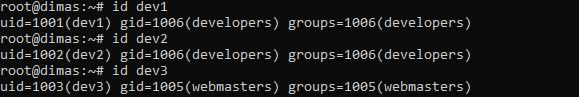 root@dimas:~# id dev1
uid=1001(dev1) gid=1006(developers) groups=1006(developers)
root@dimas:~# id dev2
uid=1002(dev2) gid=1006(developers) groups=1006(developers)
root@dimas:~# id dev3
uid=1003(dev3) gid=1005(webmasters) groups=1005(webmasters)